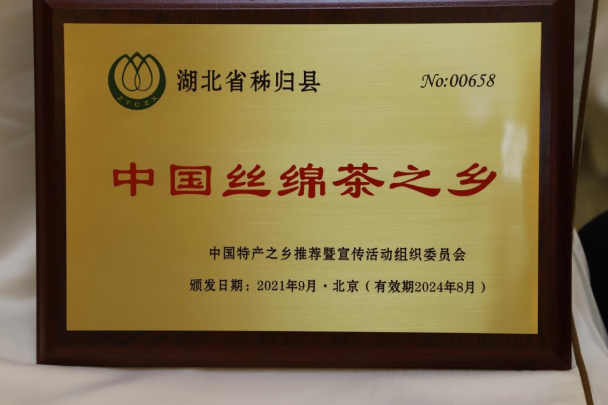 ZTCZX
湖北省秭归县
No:00658
中国丝绵茶之乡
中国特产之乡推荐暨宣传活动组织委员会
颁发日期：2021年9月·北京（有效期2024年8月）